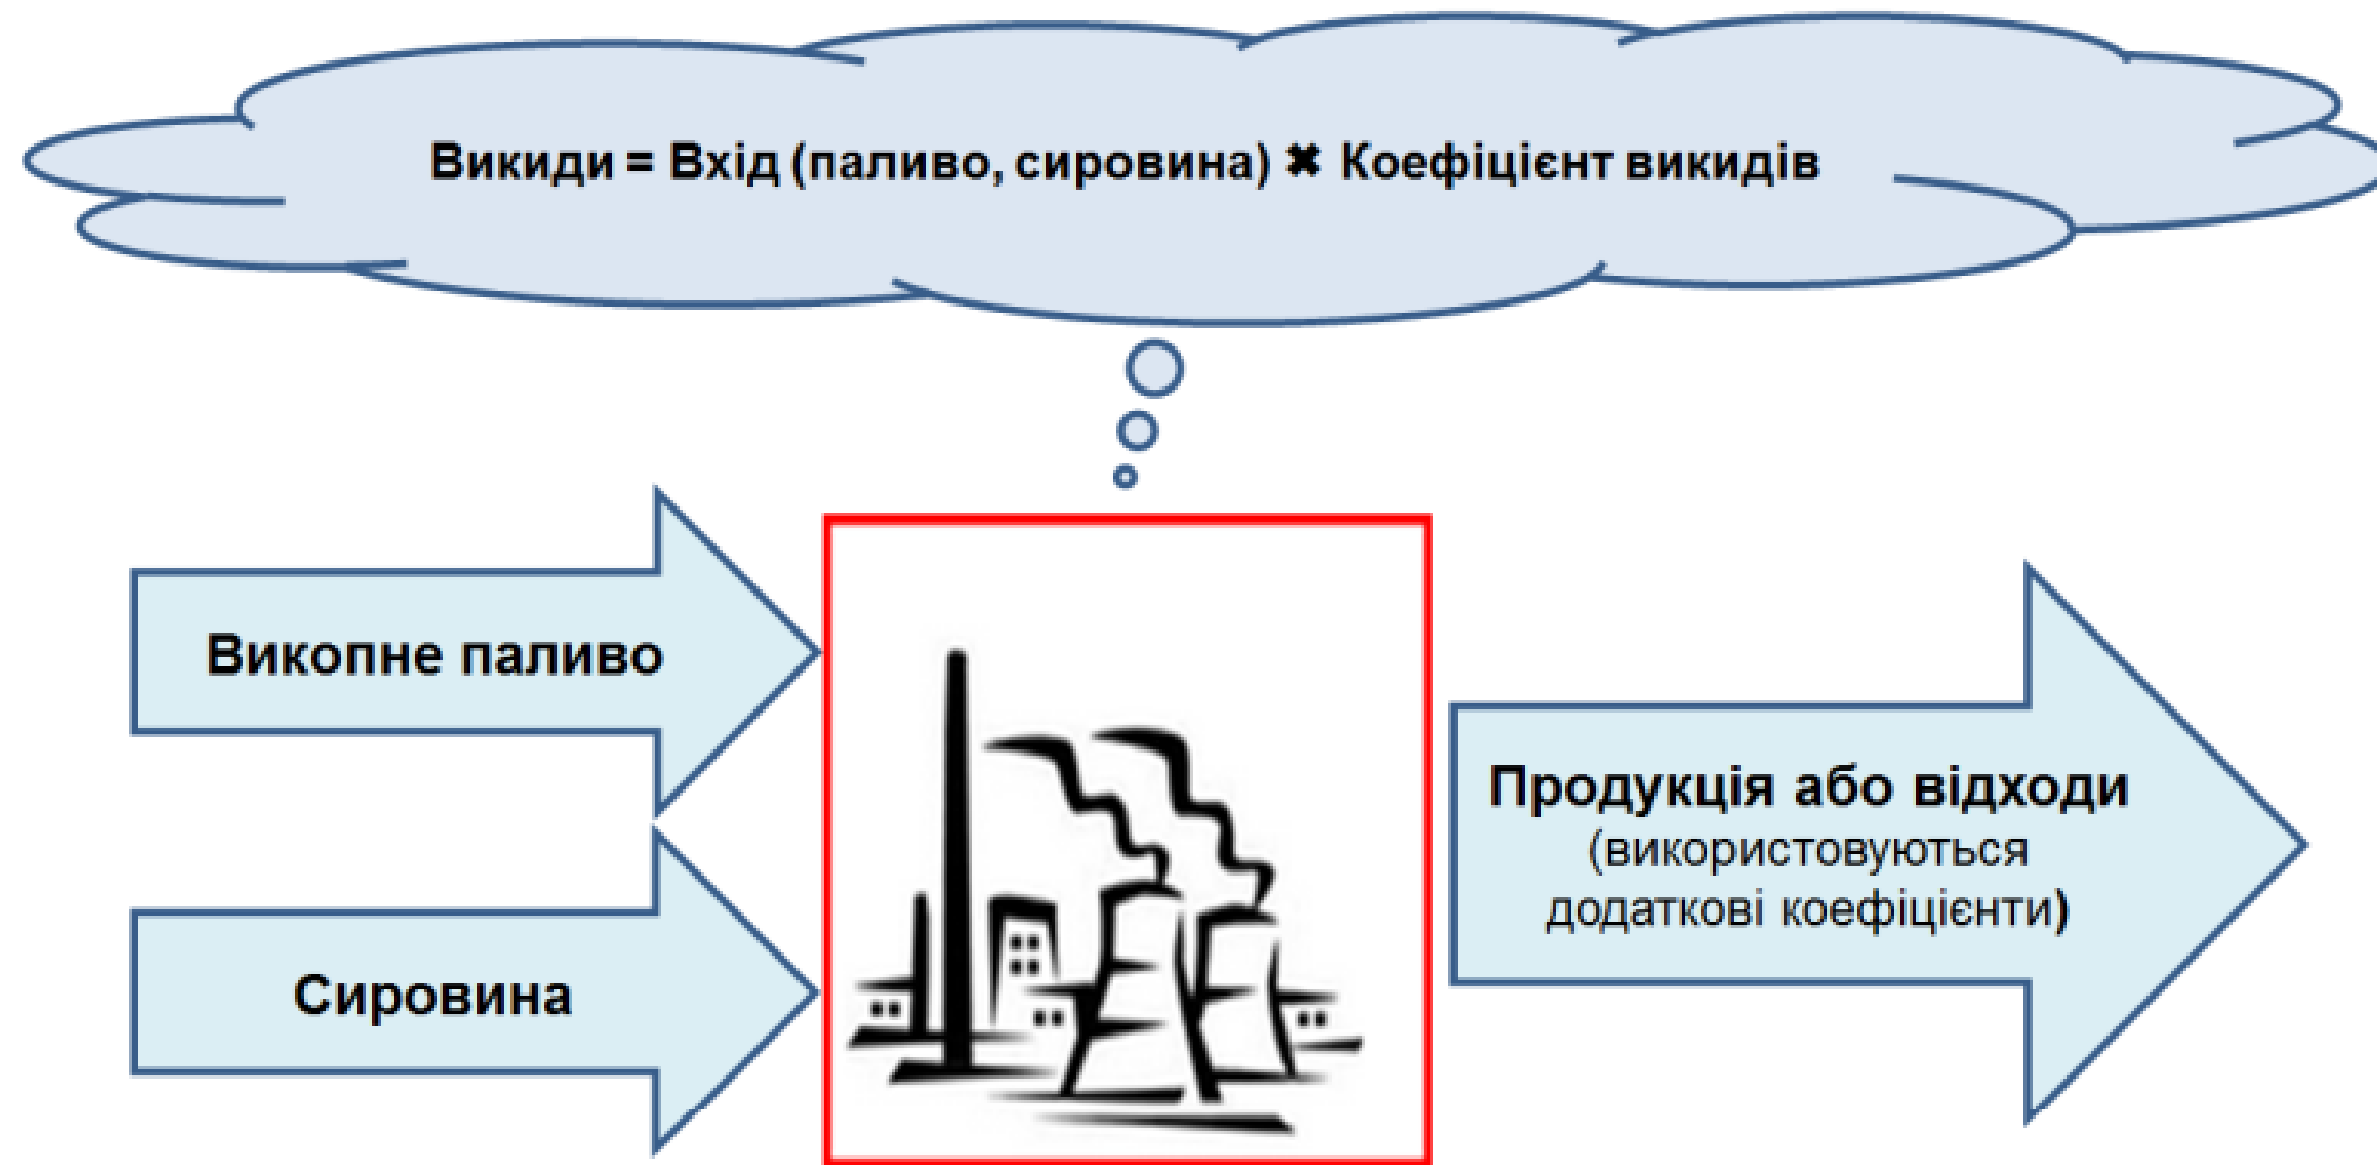 Викиди = Вхід (паливо, сировина) ✖ Коефіцієнт викидів
Викопне паливо
Сировина
Продукція або відходи
(використовуються
додаткові коефіцієнти)